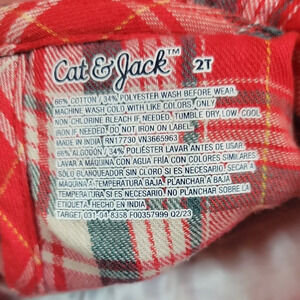 Cat & Jack™ 2T
66% COTTON / 34% POLYESTER WASH BEFORE WEAR
MACHINE WASH COLD WITH LIKE COLORS. ONLY
NON CHLORINE BLEACH IF NEEDED. TUMBLE DRY LOW. COOL
IRON IF NEEDED. DO NOT IRON ON LABEL.
MADE IN INDIA RN17730 VN3665963
66% ALGODÓN / 34% POLIÉSTER LAVAR ANTES DE USAR
LAVAR A MÁQUINA CON AGUA FRÍA CON COLORES SIMILARES
SÓLO BLANQUEADOR SIN CLORO SI ES NECESARIO. SECAR A
MÁQUINA A TEMPERATURA BAJA. PLANCHAR A BAJA
TEMPERATURA SI ES NECESARIO. NO PLANCHAR SOBRE LA
ETIQUETA. HECHO EN INDIA
TARGET 031-04-8358 F00357999 02/23